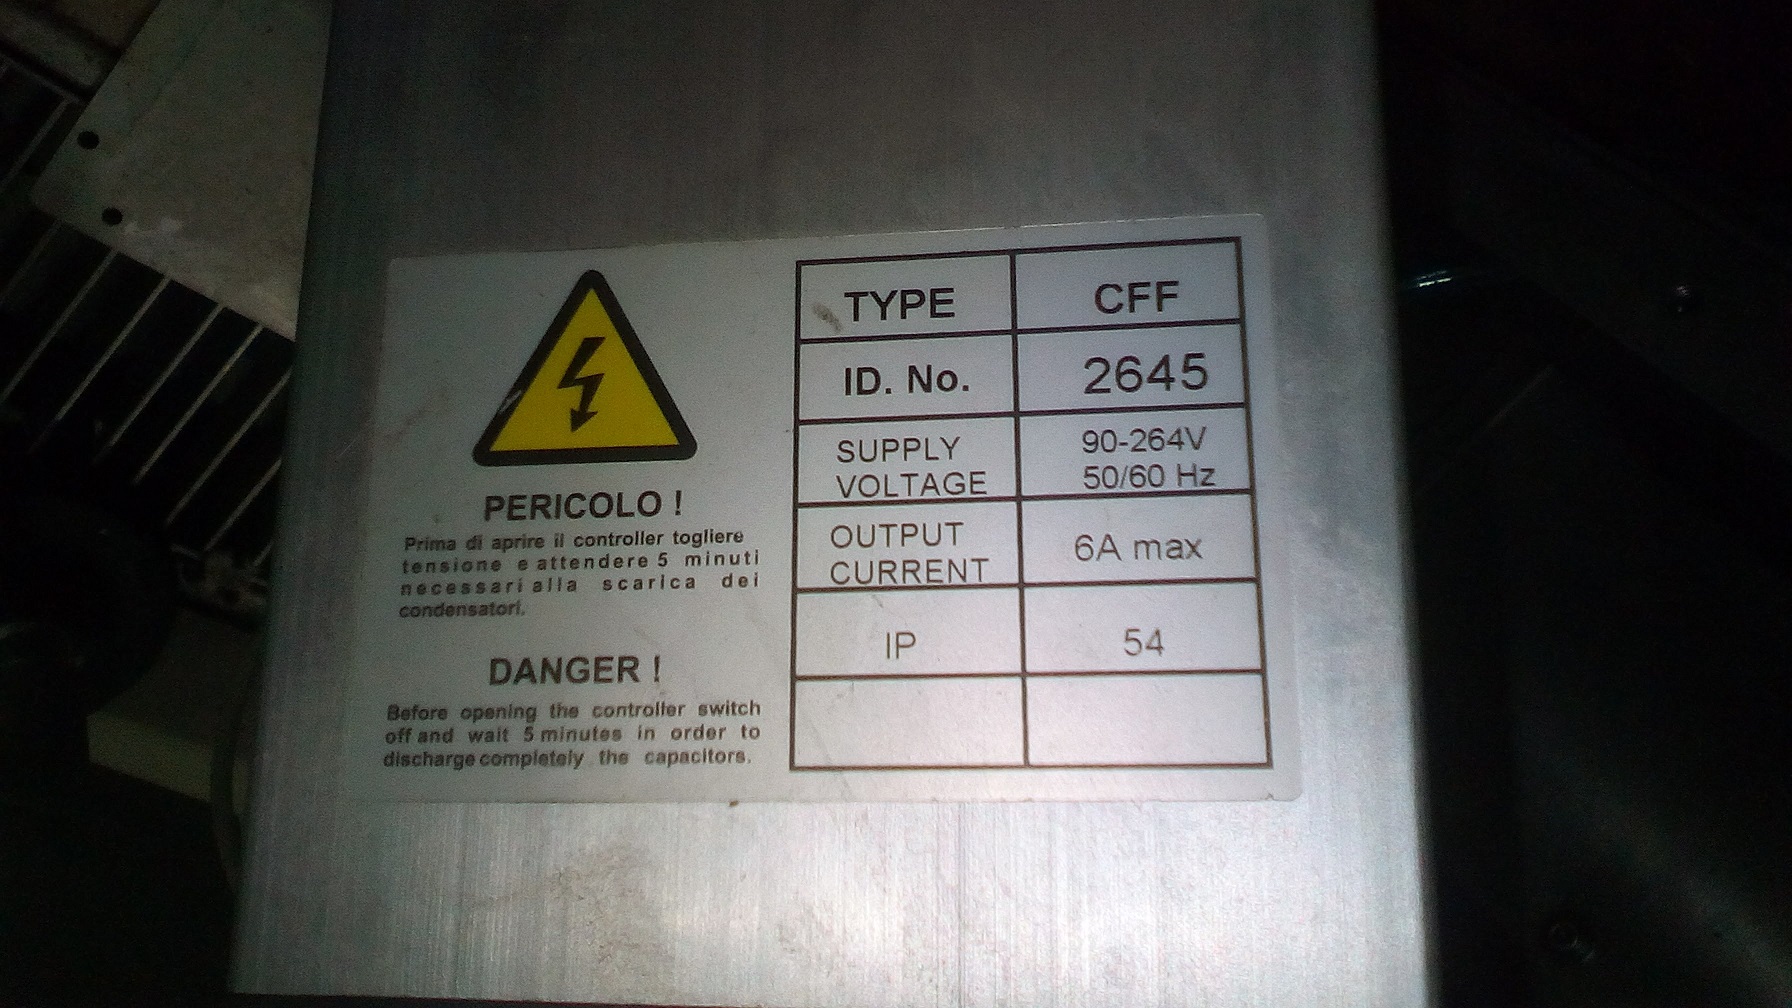 PERICOLO !
Prima di aprire il controller togliere
tensione e attendere 5 minuti
necessari alla scarica dei
condensatori.
DANGER !
Before opening the controller switch
off and wait 5 minutes in order to
discharge completely the capacitors.
TYPE CFF
ID. No. 2645
SUPPLY VOLTAGE 90-264V 50/60 Hz
OUTPUT CURRENT 6A max
IP 54